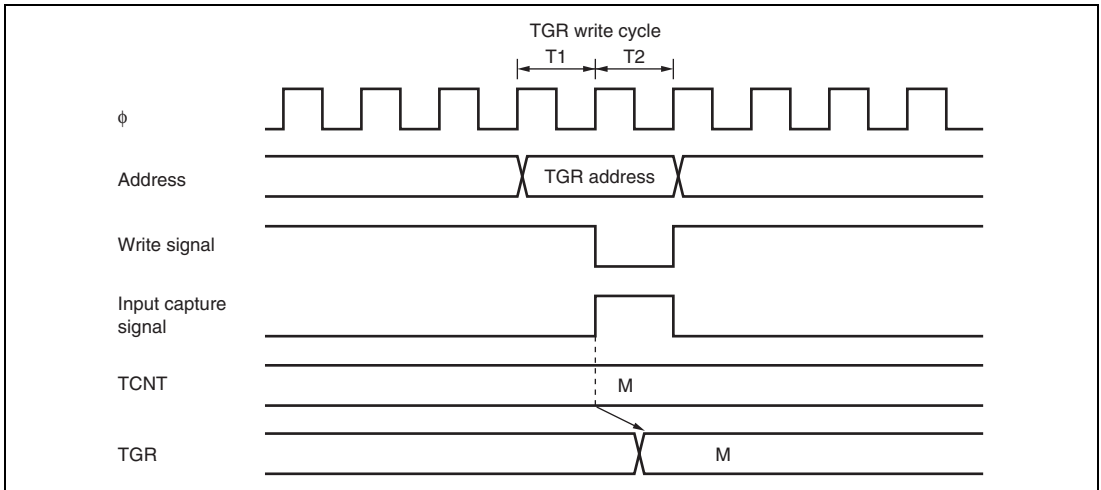 TGR write cycle
T1 T2
ϕ
Address
TGR address
Write signal
Input capture
signal
TCNT
M
TGR
M